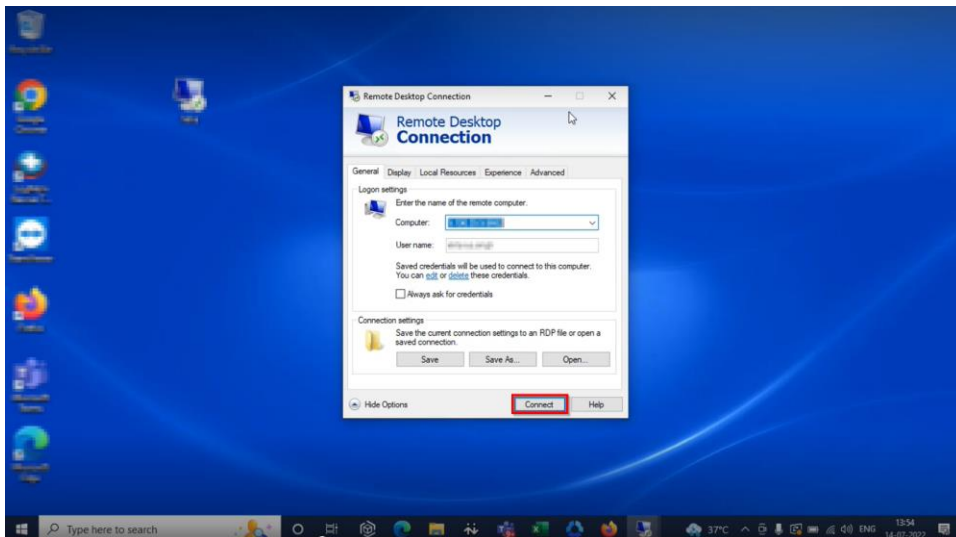 Remote Desktop Connection
Remote Desktop
Connection
General Display Local Resources Experience Advanced
Logon settings
Enter the name of the remote computer.
Computer:
User name:
Saved credentials will be used to connect to this computer.
You can edit or delete these credentials.
Always ask for credentials
Connection settings
Save the current connection settings to an RDP file or open a
saved connection.
Save Save As... Open...
Hide Options Connect Help
Type here to search 37°C ENG 13:54
14-07-2022